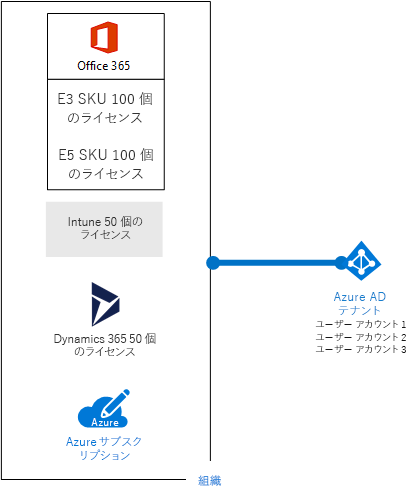 Office 365
E3 SKU 100 個
のライセンス
E5 SKU 100 個
のライセンス
Intune 50 個の
ライセンス
Dynamics 365 50 個
のライセンス
Azure
Azure サブスク
リプション
Azure AD
テナント
ユーザー アカウント 1
ユーザー アカウント 2
ユーザー アカウント 3
組織